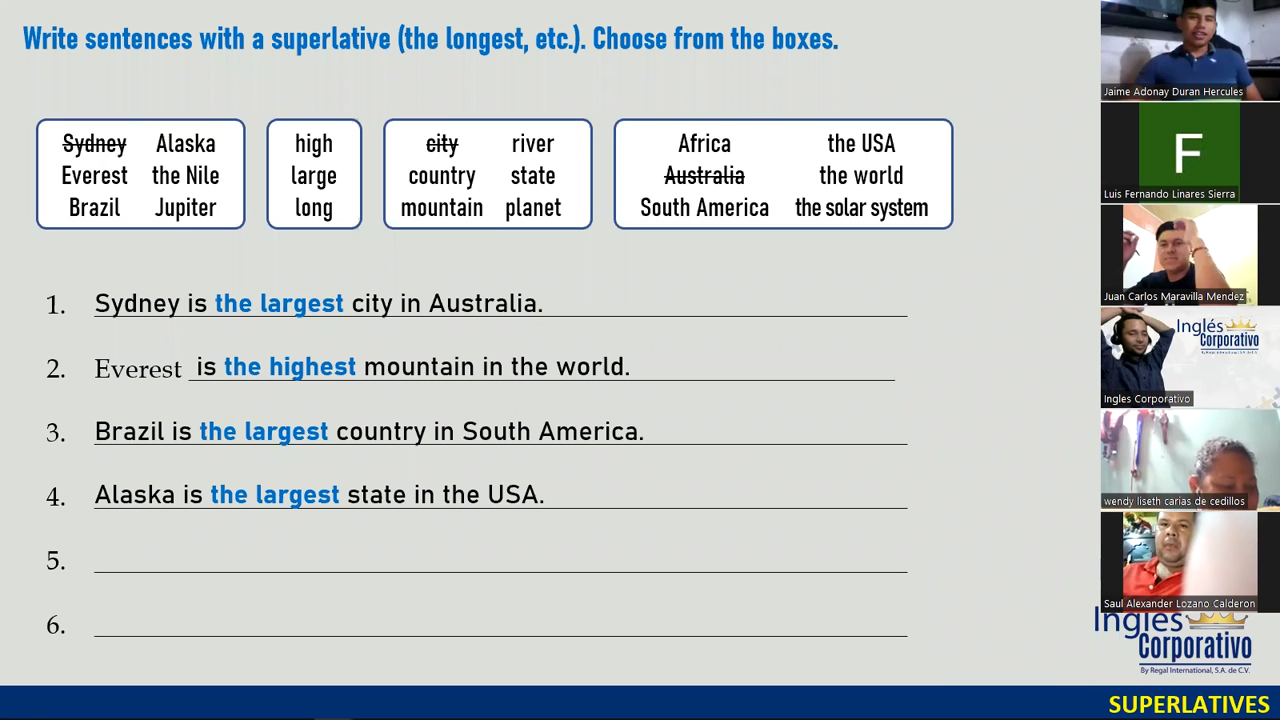 Write sentences with a superlative (the longest, etc.). Choose from the boxes.
Sydney Alaska
Everest the Nile
Brazil Jupiter
high
large
long
city river
country state
mountain planet
Africa the USA
Australia the world
South America the solar system
1. Sydney is the largest city in Australia.
2. Everest is the highest mountain in the world.
3. Brazil is the largest country in South America.
4. Alaska is the largest state in the USA.
5.
6.
Jaime Adonay Duran Hercules
F
Luis Fernando Linares Sierra
Juan Carlos Maravilla Mendez
Inglés
Corporativo
By Regal International, S.A. de C.V.
Ingles Corporativo
wendy liseth carias de cedillos
Saul Alexander Lozano Calderon
Inglés
Corporativo
By Regal International, S.A. de C.V.
SUPERLATIVES